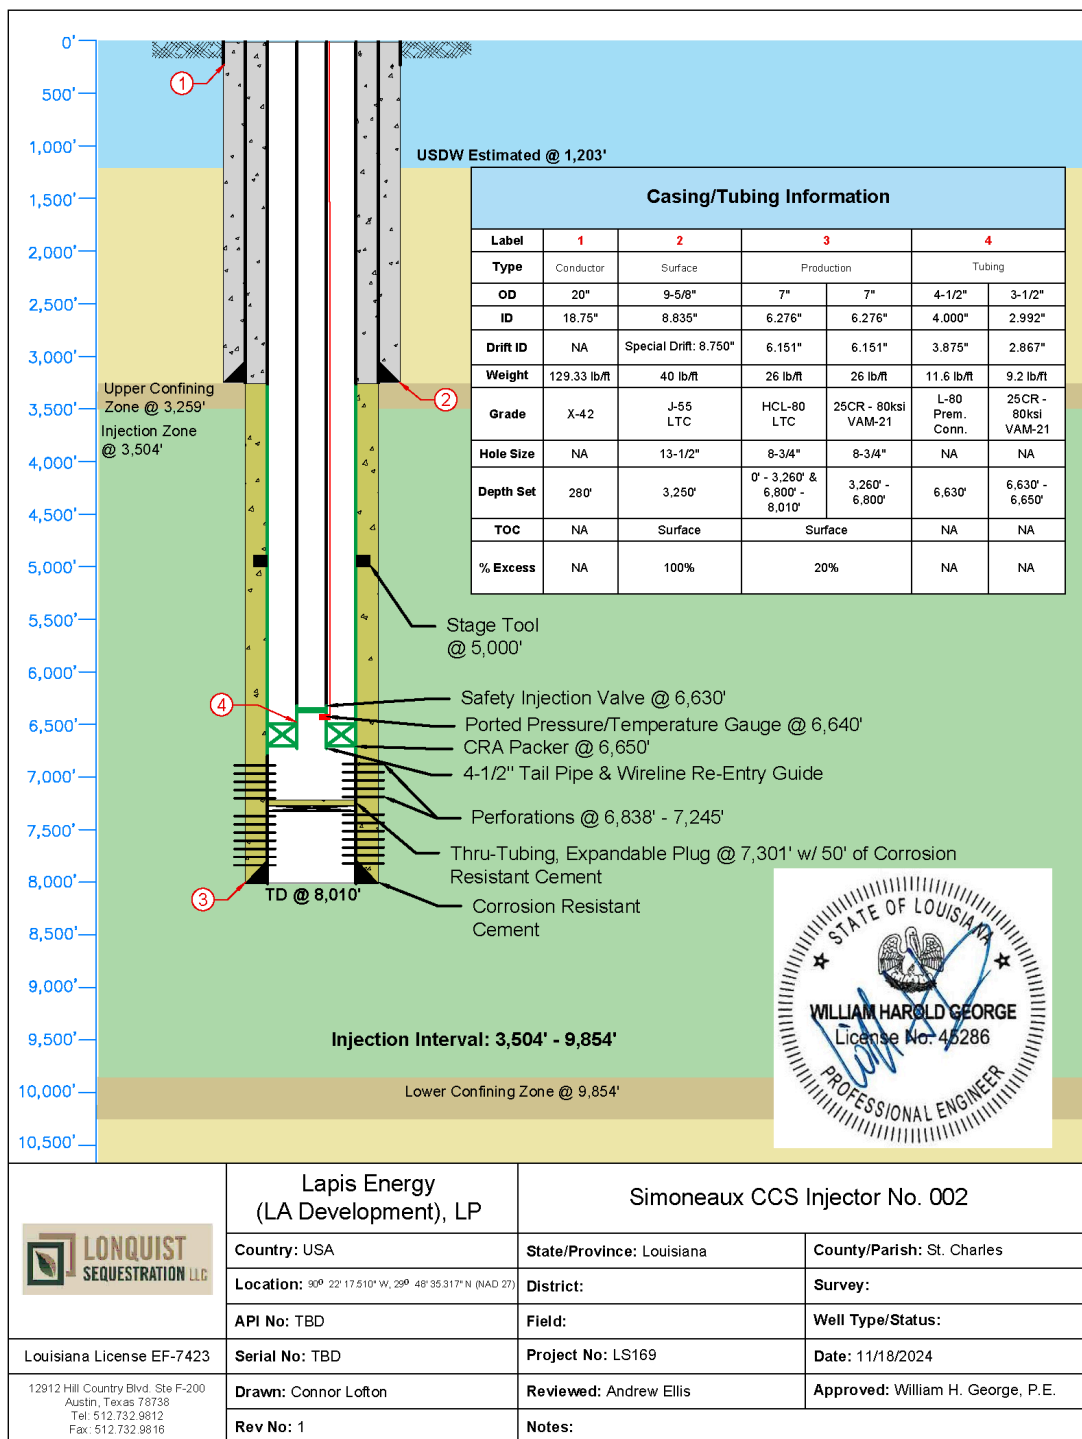 0'
500'
1,000'
1,500'
2,000'
2,500'
3,000'
3,500'
4,000'
4,500'
5,000'
5,500'
6,000'
6,500'
7,000'
7,500'
8,000'
8,500'
9,000'
9,500'
10,000'
10,500'
1
USDW Estimated @ 1,203'
Casing/Tubing Information
Label 1 2 3 4
Type Conductor Surface Production Tubing
OD 20" 9-5/8" 7" 7" 4-1/2" 3-1/2"
ID 18.75" 8.835" 6.276" 6.276" 4.000" 2.992"
Drift ID NA Special Drift: 8.750" 6.151" 6.151" 3.875" 2.867"
Weight 129.33 lb/ft 40 lb/ft 26 lb/ft 26 lb/ft 11.6 lb/ft 9.2 lb/ft
Grade X-42 J-55 LTC HCL-80 LTC 25CR - 80ksi VAM-21 L-80 Prem. Conn. 25CR - 80ksi VAM-21
Hole Size NA 13-1/2" 8-3/4" 8-3/4" NA NA
Depth Set 280' 3,250' 0' - 3,260' & 6,800' - 8,010' 3,260' - 6,800' 6,630' 6,630' - 6,650'
TOC NA Surface Surface NA NA
% Excess NA 100% 20% NA NA
Upper Confining
Zone @ 3,259'
2
Injection Zone
@ 3,504'
Stage Tool
@ 5,000'
4
Safety Injection Valve @ 6,630'
Ported Pressure/Temperature Gauge @ 6,640'
CRA Packer @ 6,650'
4-1/2" Tail Pipe & Wireline Re-Entry Guide
Perforations @ 6,838' - 7,245'
Thru-Tubing, Expandable Plug @ 7,301' w/ 50' of Corrosion
Resistant Cement
3
TD @ 8,010'
Corrosion Resistant
Cement
STATE OF LOUISIANA
WILLIAM HAROLD GEORGE
License No. 45286
PROFESSIONAL ENGINEER
Injection Interval: 3,504' - 9,854'
Lower Confining Zone @ 9,854'
LONQUIST
SEQUESTRATION LLC
Louisiana License EF-7423
12912 Hill Country Blvd. Ste F-200
Austin, Texas 78738
Tel: 512.732.9812
Fax: 512.732.9816
Lapis Energy
(LA Development), LP
Simoneaux CCS Injector No. 002
Country: USA
State/Province: Louisiana
County/Parish: St. Charles
Location: 90º 22' 17.510" W, 29º 48' 35.317" N (NAD 27)
District:
Survey:
API No: TBD
Field:
Well Type/Status:
Serial No: TBD
Project No: LS169
Date: 11/18/2024
Drawn: Connor Lofton
Reviewed: Andrew Ellis
Approved: William H. George, P.E.
Rev No: 1
Notes: